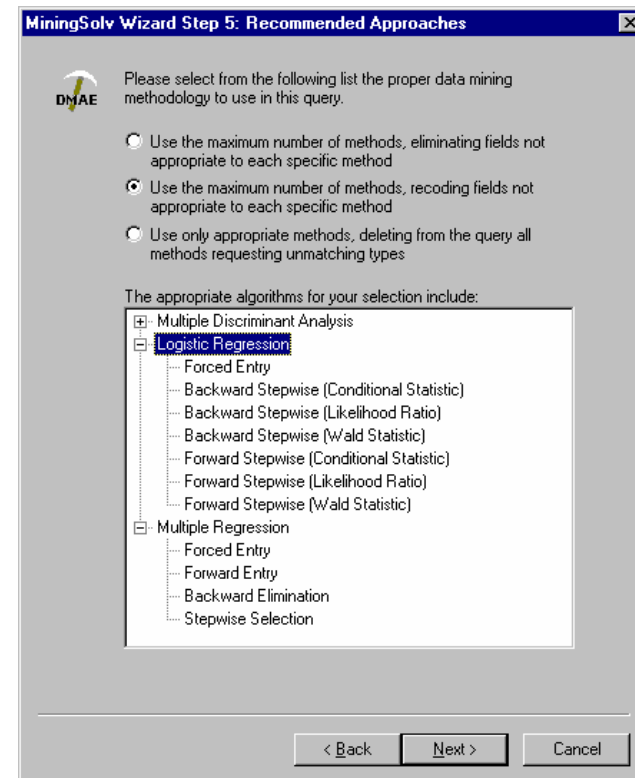 MiningSolv Wizard Step 5: Recommended Approaches
DMAE
Please select from the following list the proper data mining
methodology to use in this query.
Use the maximum number of methods, eliminating fields not
appropriate to each specific method
Use the maximum number of methods, recoding fields not
appropriate to each specific method
Use only appropriate methods, deleting from the query all
methods requesting unmatching types
The appropriate algorithms for your selection include:
Multiple Discriminant Analysis
Logistic Regression
Forced Entry
Backward Stepwise (Conditional Statistic)
Backward Stepwise (Likelihood Ratio)
Backward Stepwise (Wald Statistic)
Forward Stepwise (Conditional Statistic)
Forward Stepwise (Likelihood Ratio)
Forward Stepwise (Wald Statistic)
Multiple Regression
Forced Entry
Forward Entry
Backward Elimination
Stepwise Selection
< Back
Next >
Cancel